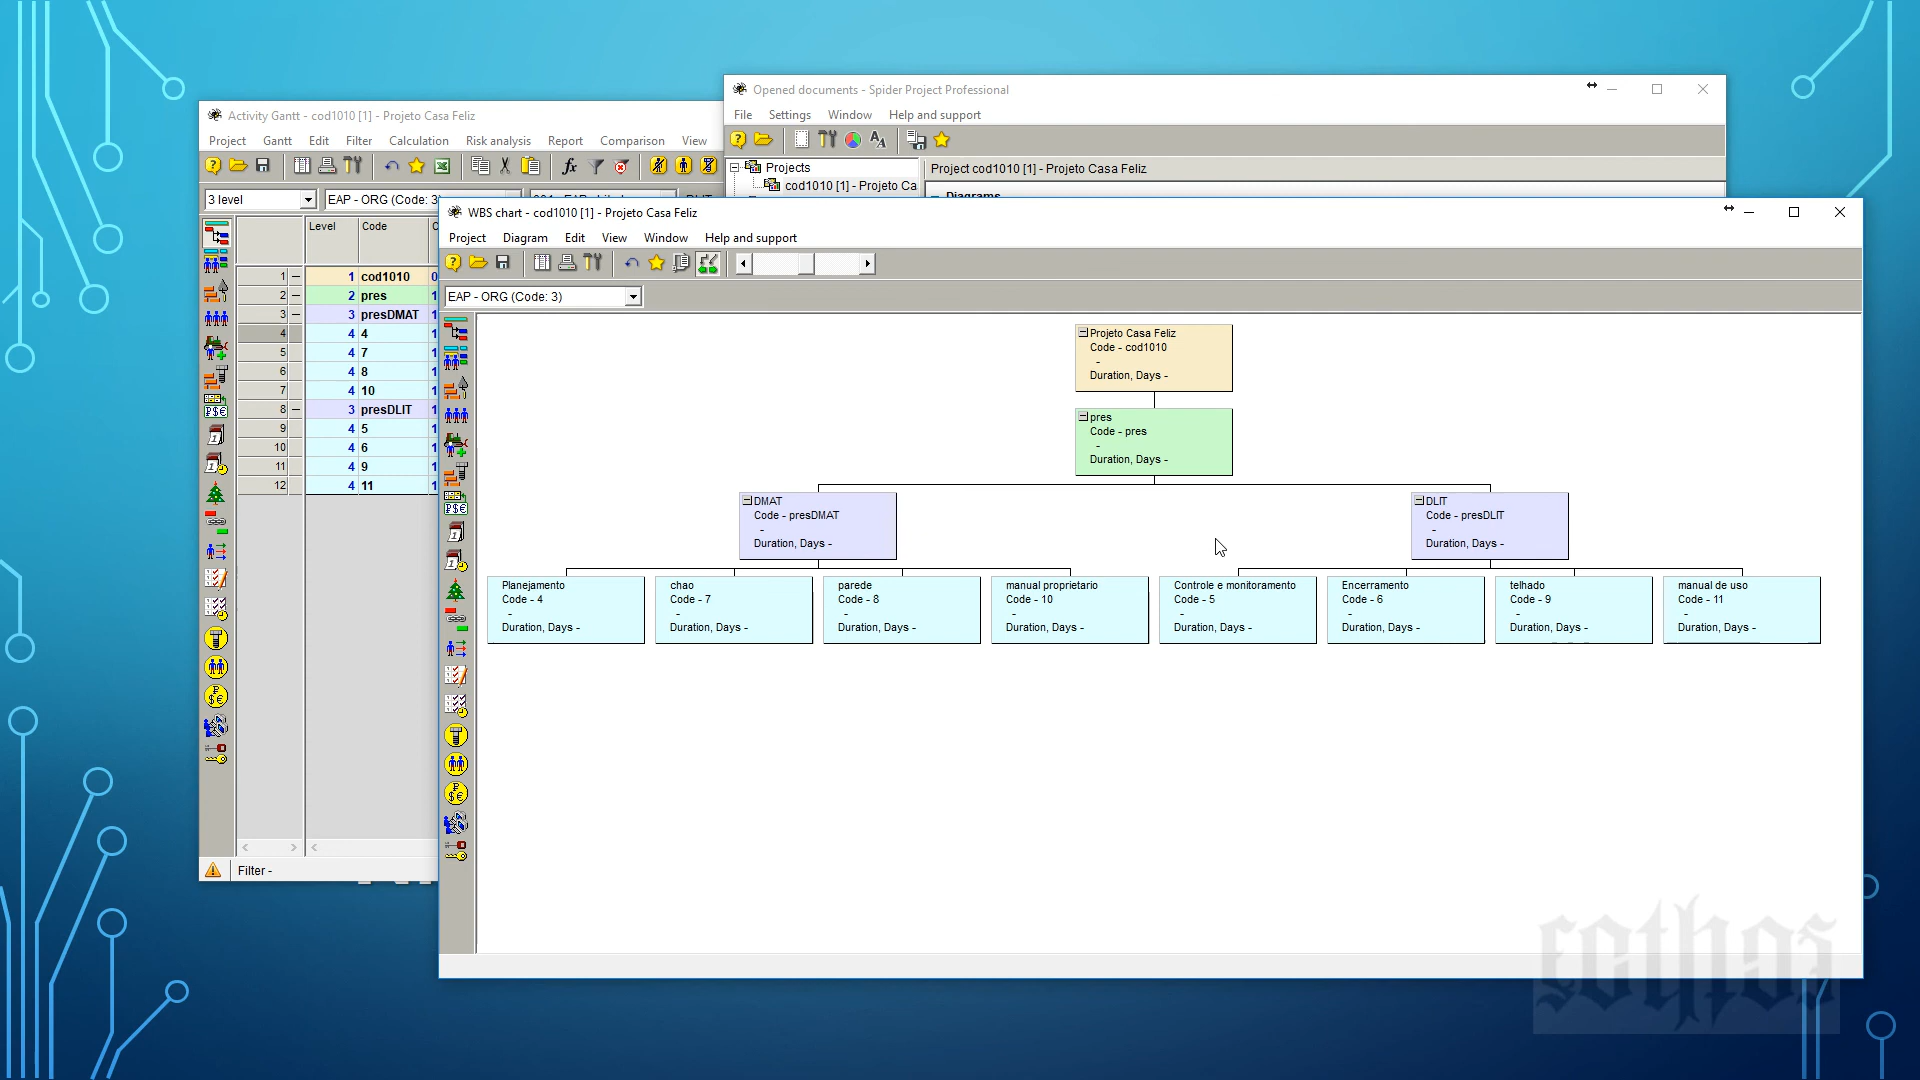 Opened documents - Spider Project Professional
File Settings Window Help and support
Projects
cod1010 [1] - Projeto Ca
Project cod1010 [1] - Projeto Casa Feliz
Diagrams
Activity Gantt - cod1010 [1] - Projeto Casa Feliz
Project Gantt Edit Filter Calculation Risk analysis Report Comparison View
3 level
EAP - ORG (Code: 3)
Level Code
1 1 cod1010
2 2 pres
3 3 presDMAT
4 4 4
5 4 7
6 4 8
7 4 10
8 3 presDLIT
9 4 5
10 4 6
11 4 9
12 4 11
Filter -
WBS chart - cod1010 [1] - Projeto Casa Feliz
Project Diagram Edit View Window Help and support
EAP - ORG (Code: 3)
Projeto Casa Feliz
Code - cod1010
-
Duration, Days -
pres
Code - pres
-
Duration, Days -
DMAT
Code - presDMAT
-
Duration, Days -
DLIT
Code - presDLIT
-
Duration, Days -
Planejamento
Code - 4
-
Duration, Days -
chao
Code - 7
-
Duration, Days -
parede
Code - 8
-
Duration, Days -
manual proprietario
Code - 10
-
Duration, Days -
Controle e monitoramento
Code - 5
-
Duration, Days -
Encerramento
Code - 6
-
Duration, Days -
telhado
Code - 9
-
Duration, Days -
manual de uso
Code - 11
-
Duration, Days -